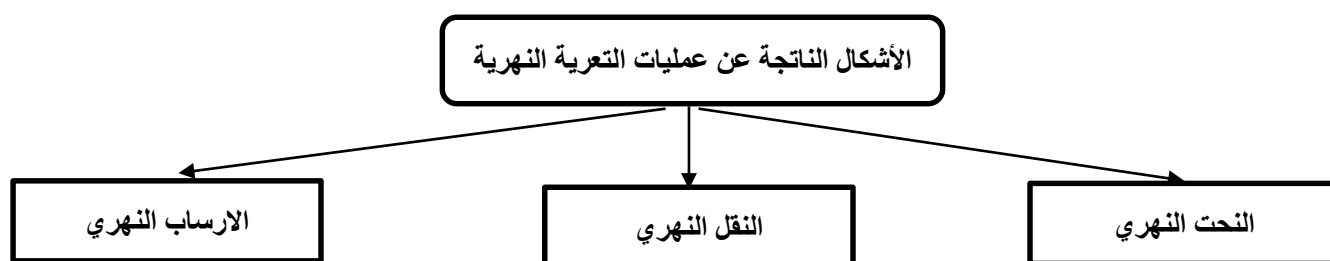 الأشكال الناتجة عن عمليات التعرية النهرية
النحت النهري
النقل النهري
الارساب النهري